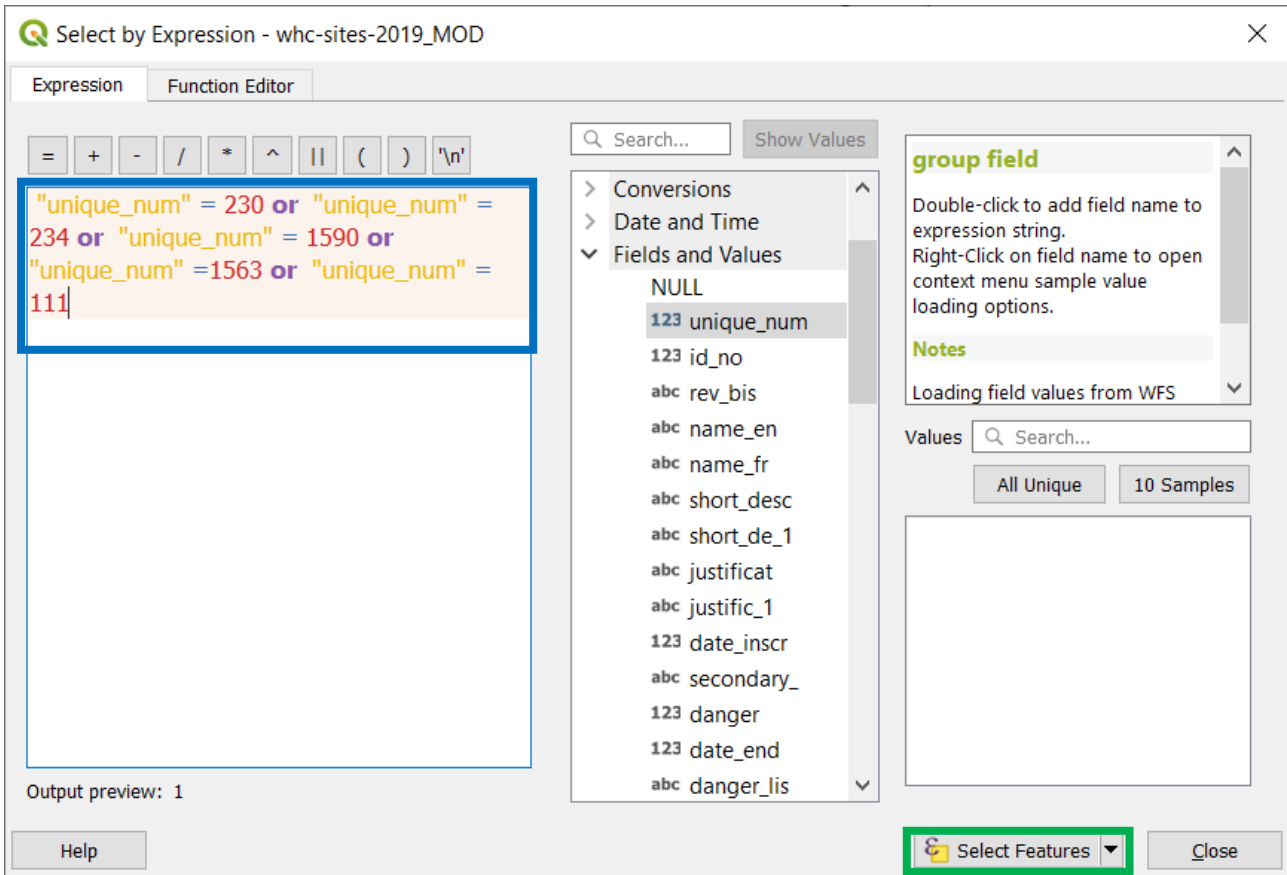 Select by Expression - whc-sites-2019_MOD
Expression
Function Editor
= + - / * ^ || ( ) '\n'
"unique_num" = 230 or "unique_num" =
234 or "unique_num" = 1590 or
"unique_num" =1563 or "unique_num" =
111
Output preview: 1
Search...
Show Values
Conversions
Date and Time
Fields and Values
NULL
123 unique_num
123 id_no
abc rev_bis
abc name_en
abc name_fr
abc short_desc
abc short_de_1
abc justificat
abc justific_1
123 date_inscr
abc secondary_
123 danger
123 date_end
abc danger_lis
group field
Double-click to add field name to
expression string.
Right-Click on field name to open
context menu sample value
loading options.
Notes
Loading field values from WFS
Values
Search...
All Unique
10 Samples
Help
Select Features
Close